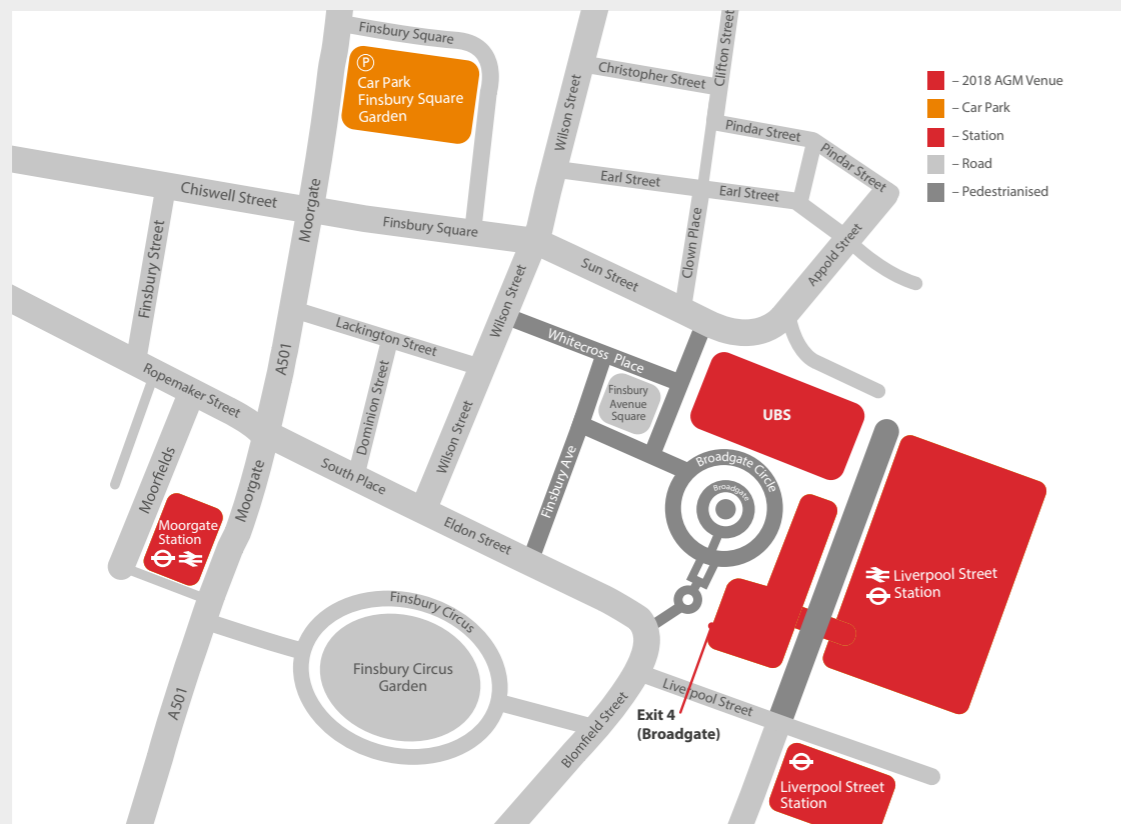 Finsbury Square
P
Car Park
Finsbury Square
Garden
Wilson Street
Christopher Street
Clifton Street
– 2018 AGM Venue
– Car Park
– Station
– Road
– Pedestrianised
Pindar Street
Pindar Street
Earl Street
Earl Street
Chiswell Street
Moorgate
Finsbury Square
Finsbury Street
Clown Place
Sun Street
Appold Street
Wilson Street
Lackington Street
A501
Dominion Street
Whitecross Place
Finsbury
Avenue
Square
UBS
Ropemaker Street
Wilson Street
South Place
Moorfields
Moorgate
Finsbury Ave
Broadgate Circle
Broadgate
Moorgate
Station
Eldon Street
Liverpool Street
Station
Finsbury Circus
Finsbury Circus
Garden
A501
Blomfield Street
Liverpool Street
Exit 4
(Broadgate)
Liverpool Street
Station